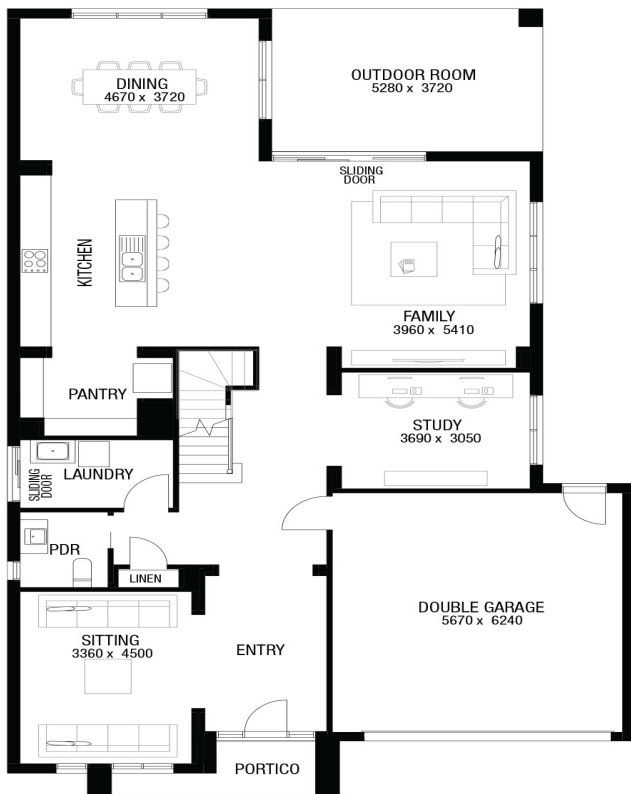 DINING
4670 x 3720
OUTDOOR ROOM
5280 x 3720
SLIDING
DOOR
KITCHEN
FAMILY
3960 x 5410
PANTRY
STUDY
3690 x 3050
LAUNDRY
SLIDING
DOOR
PDR
LINEN
SITTING
3360 x 4500
ENTRY
DOUBLE GARAGE
5670 x 6240
PORTICO